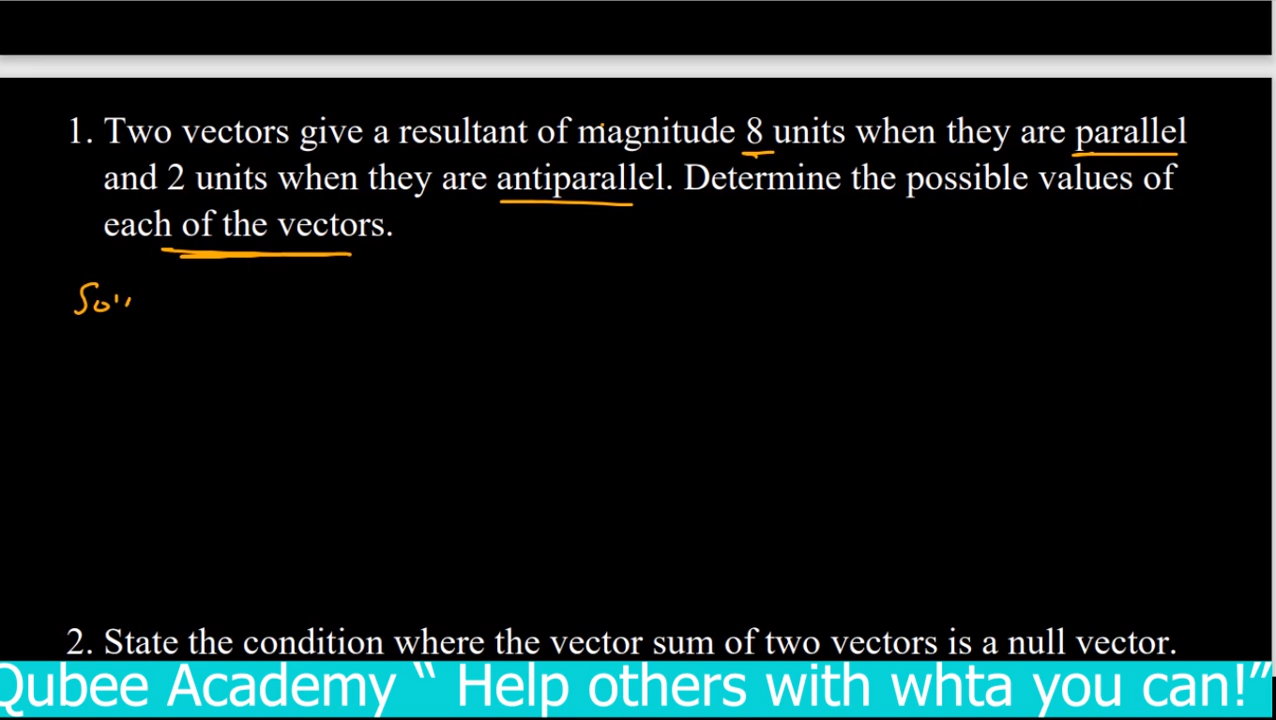 1. Two vectors give a resultant of magnitude 8 units when they are parallel
and 2 units when they are antiparallel. Determine the possible values of
each of the vectors.
2. State the condition where the vector sum of two vectors is a null vector.
Qubee Academy “ Help others with whta you can!”